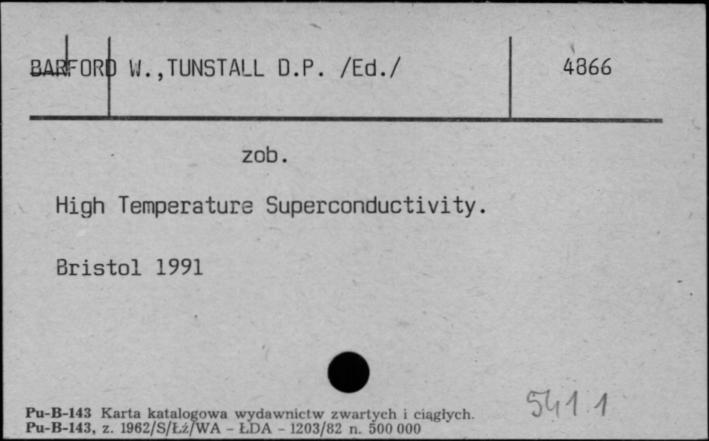 BARFORD W.,TUNSTALL D.P. /Ed./ 4866
zob.
High Temperature Superconductivity.
Bristol 1991
541.1
Pu-B-143 Karta katalogowa wydawnictw zwartych i ciągłych.
Pu-B-143, z. 1962/S/Łź/WA – ŁDA – 1203/82 n. 500 000